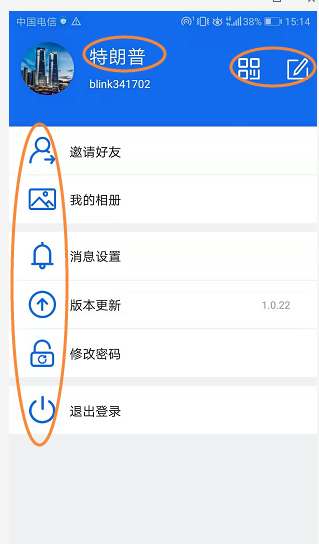 中国电信 38% 15:14
特朗普
blink341702
邀请好友
我的相册
消息设置
版本更新 1.0.22
修改密码
退出登录